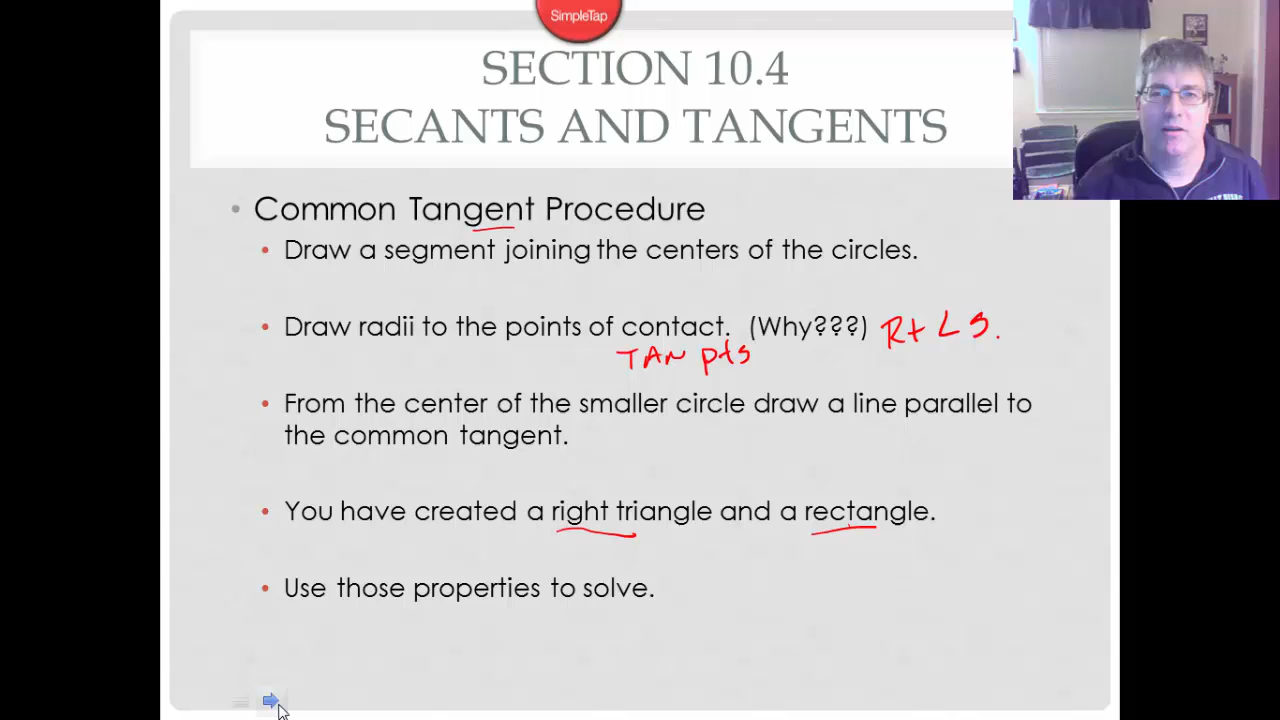 SimpleTap
SECTION 10.4
SECANTS AND TANGENTS
• Common Tangent Procedure
• Draw a segment joining the centers of the circles.
• Draw radii to the points of contact. (Why???) Rt ∠ s.
TAN pts
• From the center of the smaller circle draw a line parallel to
the common tangent.
• You have created a right triangle and a rectangle.
• Use those properties to solve.